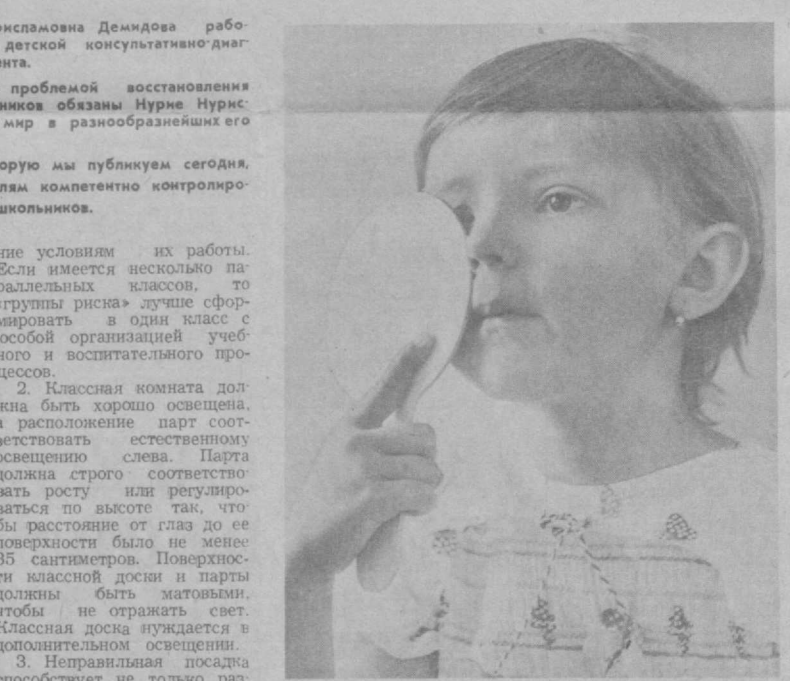 рисламовна Демидова рабо-
детской консультативно-диаг-
ента.
проблемой восстановления
ников обязаны Нурие Нурис-
мир в разнообразнейших его
орую мы публикуем сегодня,
лям компетентно контролиро-
школьников.
ние условиям их работы.
Если имеется несколько па-
раллельных классов, то
«группы риска» лучше сфор-
мировать в один класс с
особой организацией учеб-
ного и воспитательного про-
цессов.
2. Классная комната дол-
жна быть хорошо освещена,
а расположение парт соот-
ветствовать естественному
освещению слева. Парта
должна строго соответство-
вать росту или регулиро-
ваться по высоте так, что-
бы расстояние от глаз до ее
поверхности было не менее
35 сантиметров. Поверхнос-
ти классной доски и парты
должны быть матовыми,
чтобы не отражать свет.
Классная доска нуждается в
дополнительном освещении.
3. Неправильная посадка
способствует не только раз-